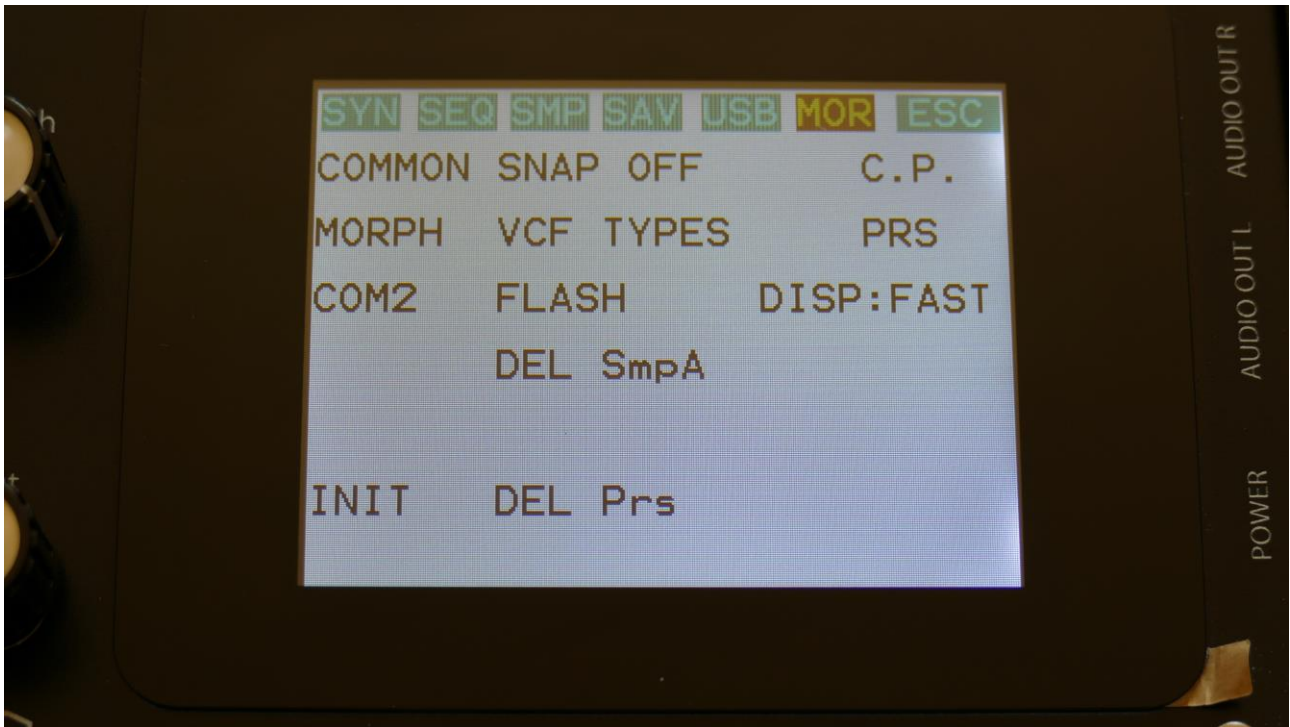 SYN SEQ SMP SAV USB MOR ESC
COMMON SNAP OFF C.P.
MORPH VCF TYPES PRS
COM2 FLASH DISP:FAST
DEL SmpA
INIT DEL Prs
AUDIO OUT R
AUDIO OUT L
POWER